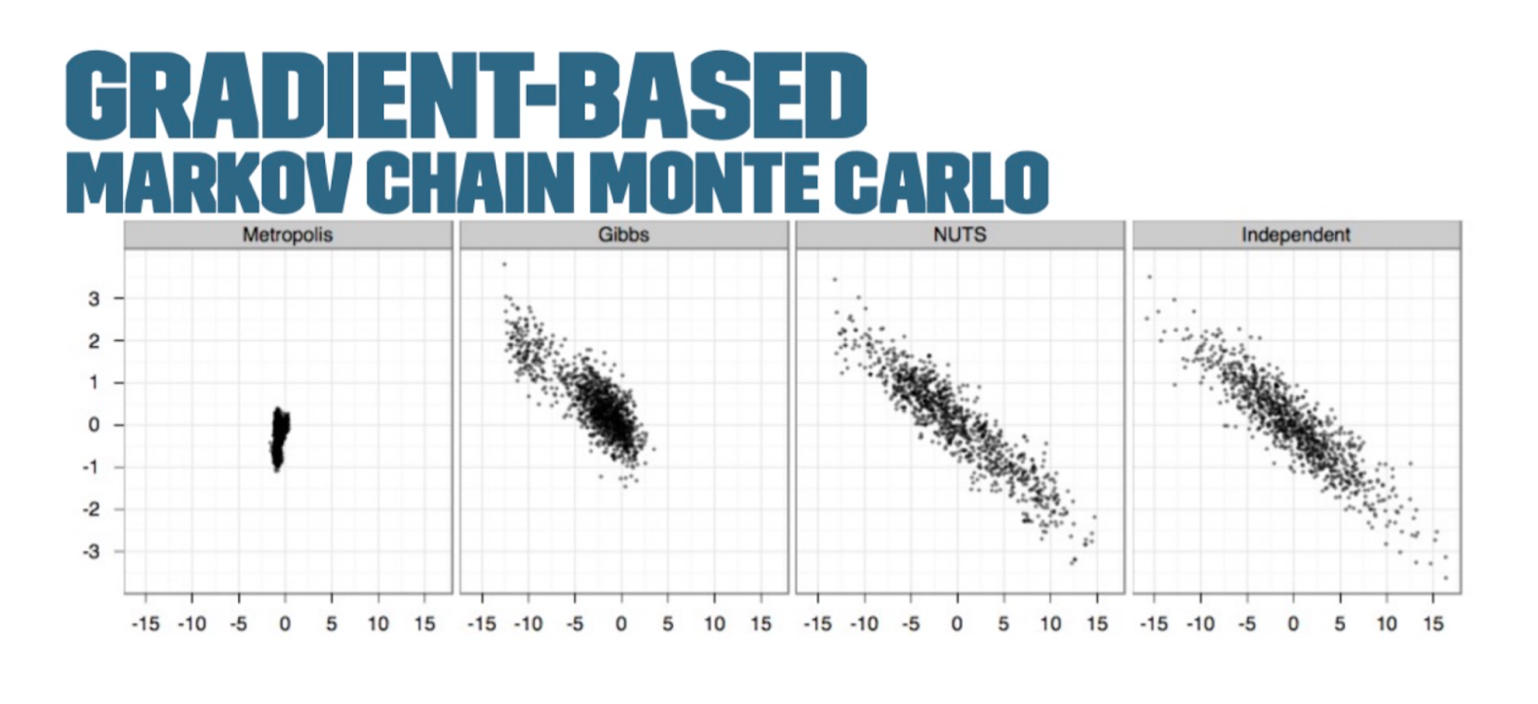 GRADIENT-BASED
MARKOV CHAIN MONTE CARLO
Metropolis Gibbs NUTS Independent
3
2
1
0
-1
-2
-3
-15 -10 -5 0 5 10 15 -15 -10 -5 0 5 10 15 -15 -10 -5 0 5 10 15 -15 -10 -5 0 5 10 15